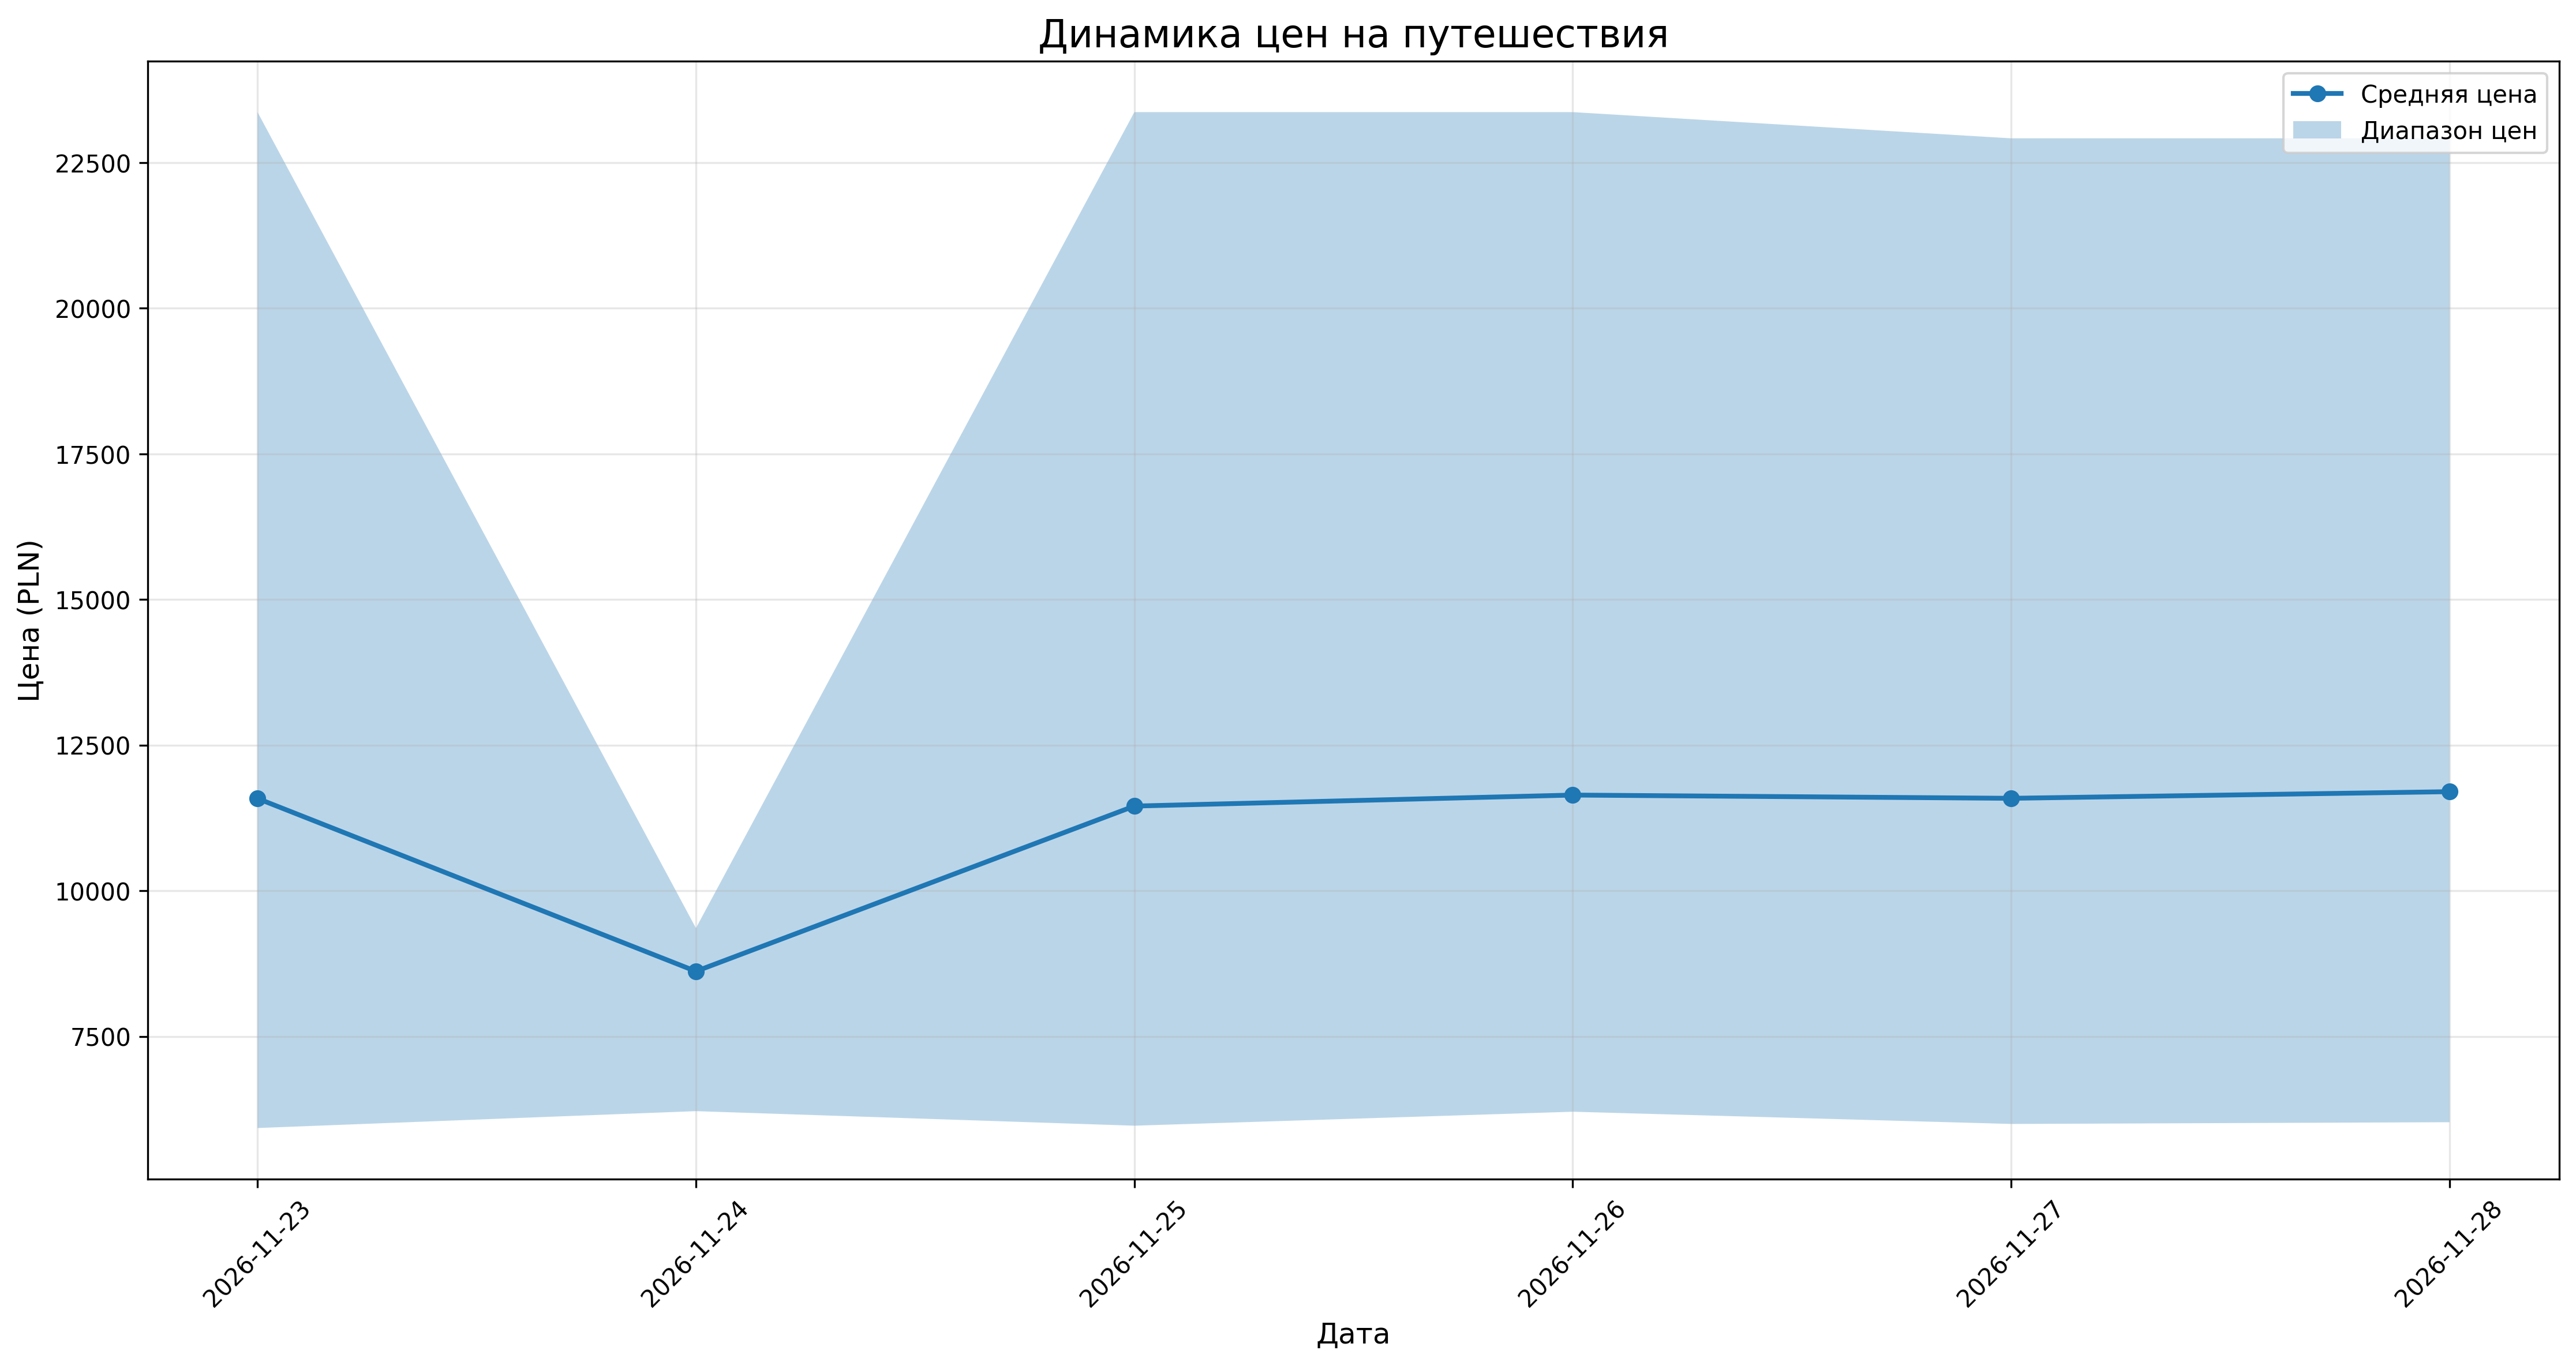 Динамика цен на путешествия
Средняя цена
Диапазон цен
Цена (PLN)
22500
20000
17500
15000
12500
10000
7500
2026-11-23
2026-11-24
2026-11-25
2026-11-26
2026-11-27
2026-11-28
Дата